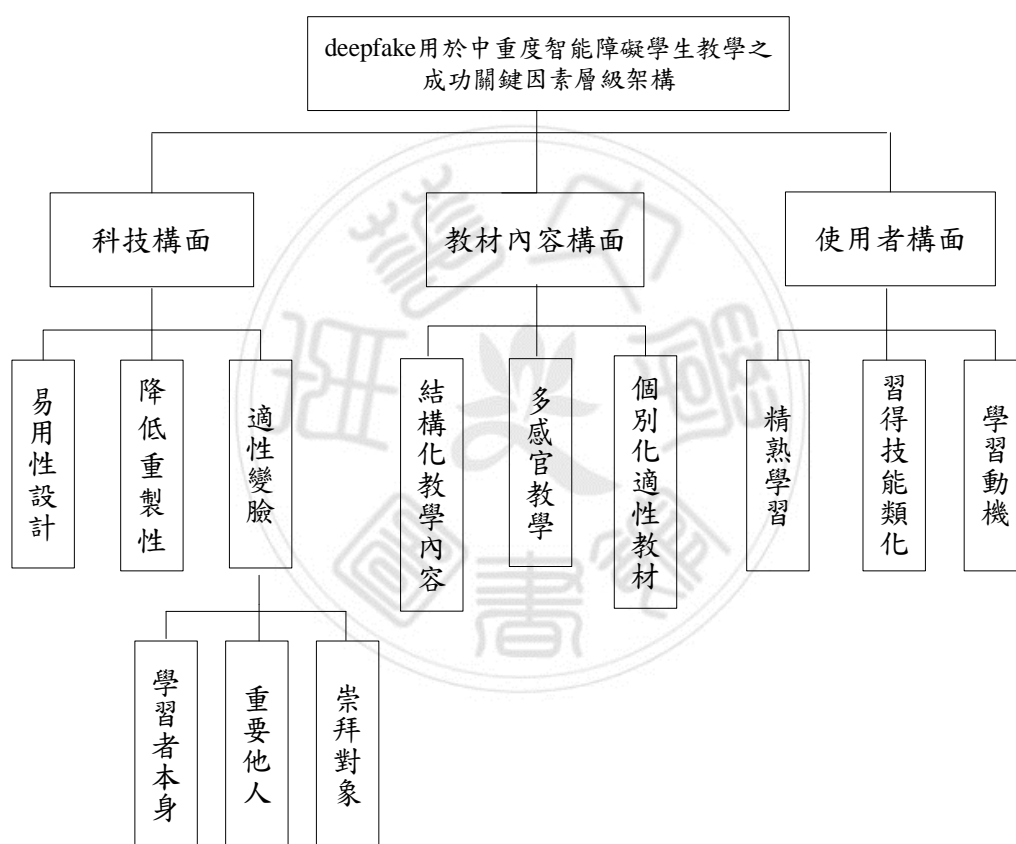 deepfake用於中重度智能障礙學生教學之
成功關鍵因素層級架構
科技構面
教材內容構面
使用者構面
易用性設計
降低重製性
適性變臉
結構化教學內容
多感官教學
個別化適性教材
精熟學習
習得技能類化
學習動機
學習者本身
重要他人
崇拜對象